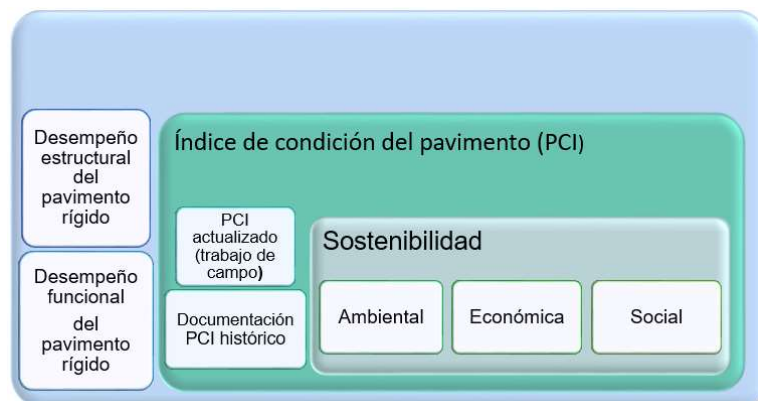 Desempeño
estructural
del
pavimento
rígido
Desempeño
funcional
del
pavimento
rígido
Índice de condición del pavimento (PCI)
PCI
actualizado
(trabajo de
campo)
Documentación
PCI histórico
Sostenibilidad
Ambiental
Económica
Social